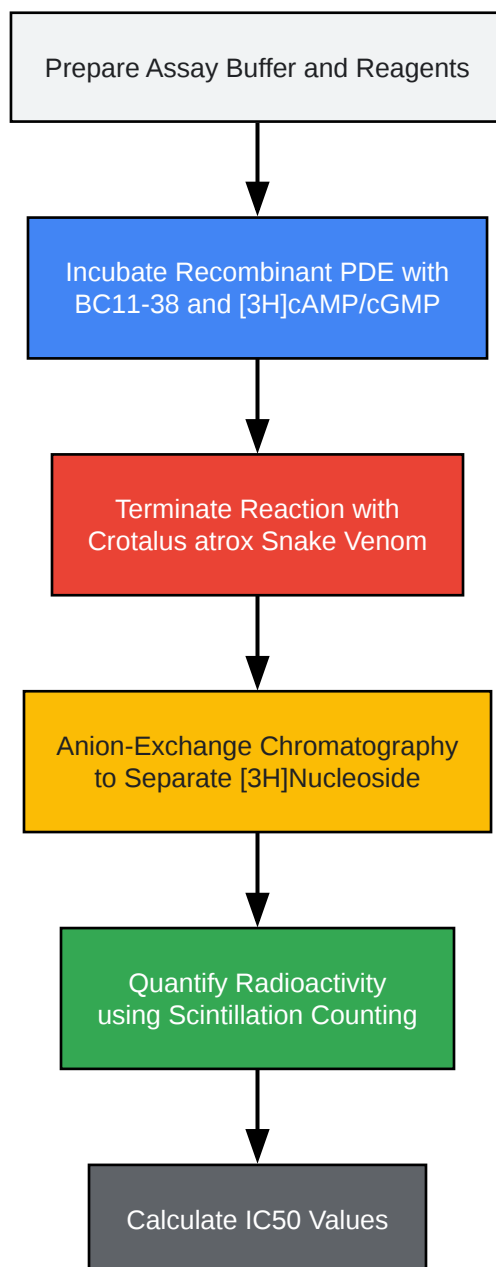 Prepare Assay Buffer and Reagents
Incubate Recombinant PDE with
BC11-38 and [3H]cAMP/cGMP
Terminate Reaction with
Crotalus atrox Snake Venom
Anion-Exchange Chromatography
to Separate [3H]Nucleoside
Quantify Radioactivity
using Scintillation Counting
Calculate IC50 Values